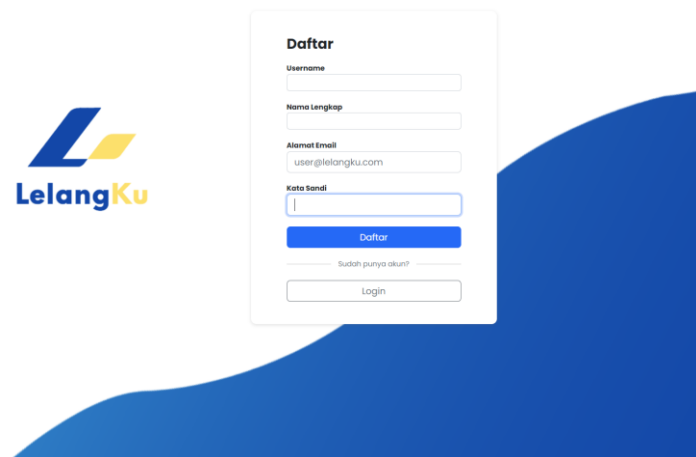 LelangKu
Daftar
Username
Nama Lengkap
Alamat Email
user@lelangku.com
Kata Sandi
Daftar
Sudah punya akun?
Login